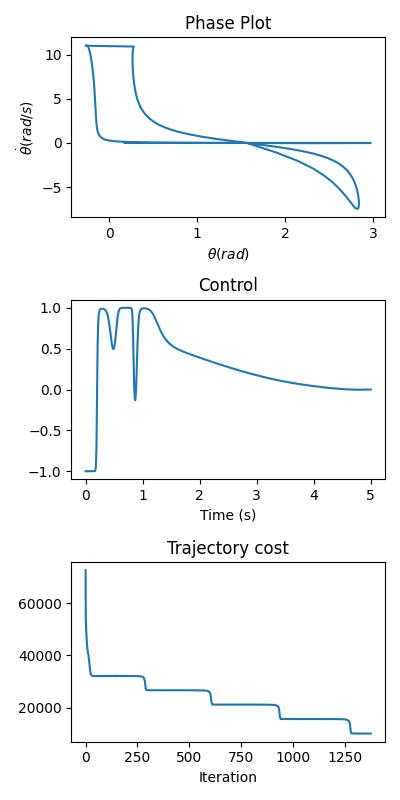 Phase Plot
10
5
0
−5
θ̇(rad/s)
0 1 2 3
θ(rad)
Control
1.0
0.5
0.0
−0.5
−1.0
0 1 2 3 4 5
Time (s)
Trajectory cost
60000
40000
20000
0 250 500 750 1000 1250
Iteration